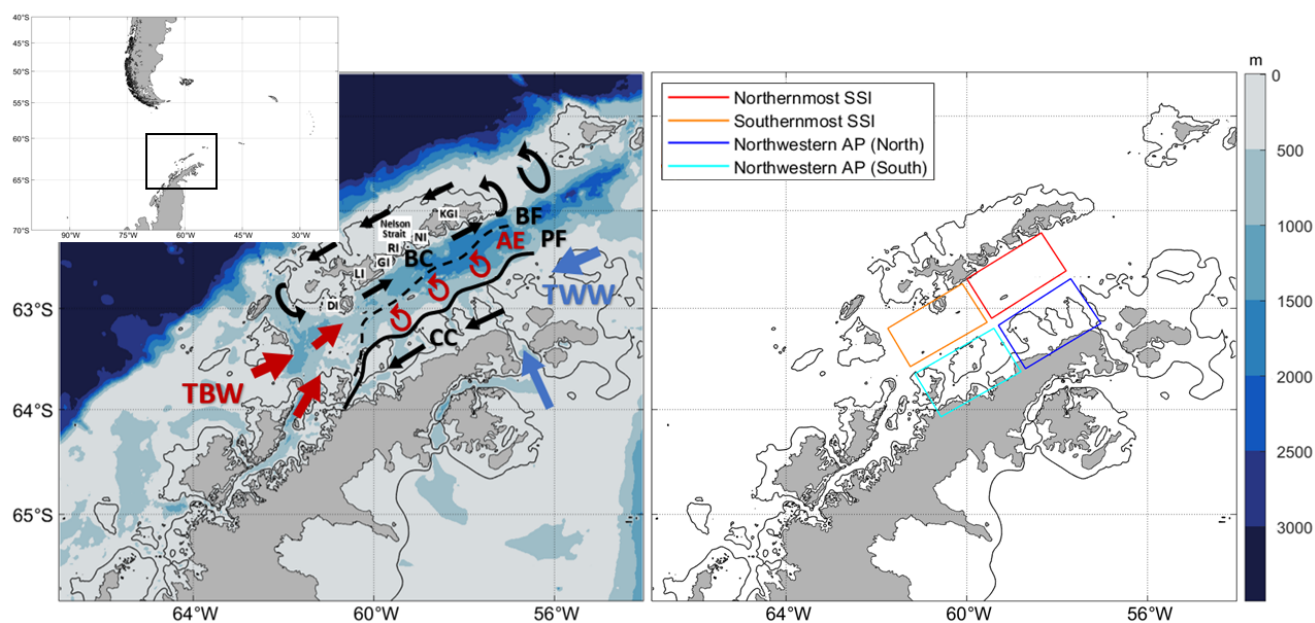 40°S
45°S
50°S
55°S
60°S
65°S
70°S
90°W
75°W
60°W
45°W
30°W
KGI
Nelson
Strait
NI
RI
GI
LI
DI
BC
BF
AE
PF
TWW
CC
TBW
63°S
64°S
65°S
64°W
60°W
56°W
Northernmost SSI
Southernmost SSI
Northwestern AP (North)
Northwestern AP (South)
64°W
60°W
56°W
m
0
500
1000
1500
2000
2500
3000